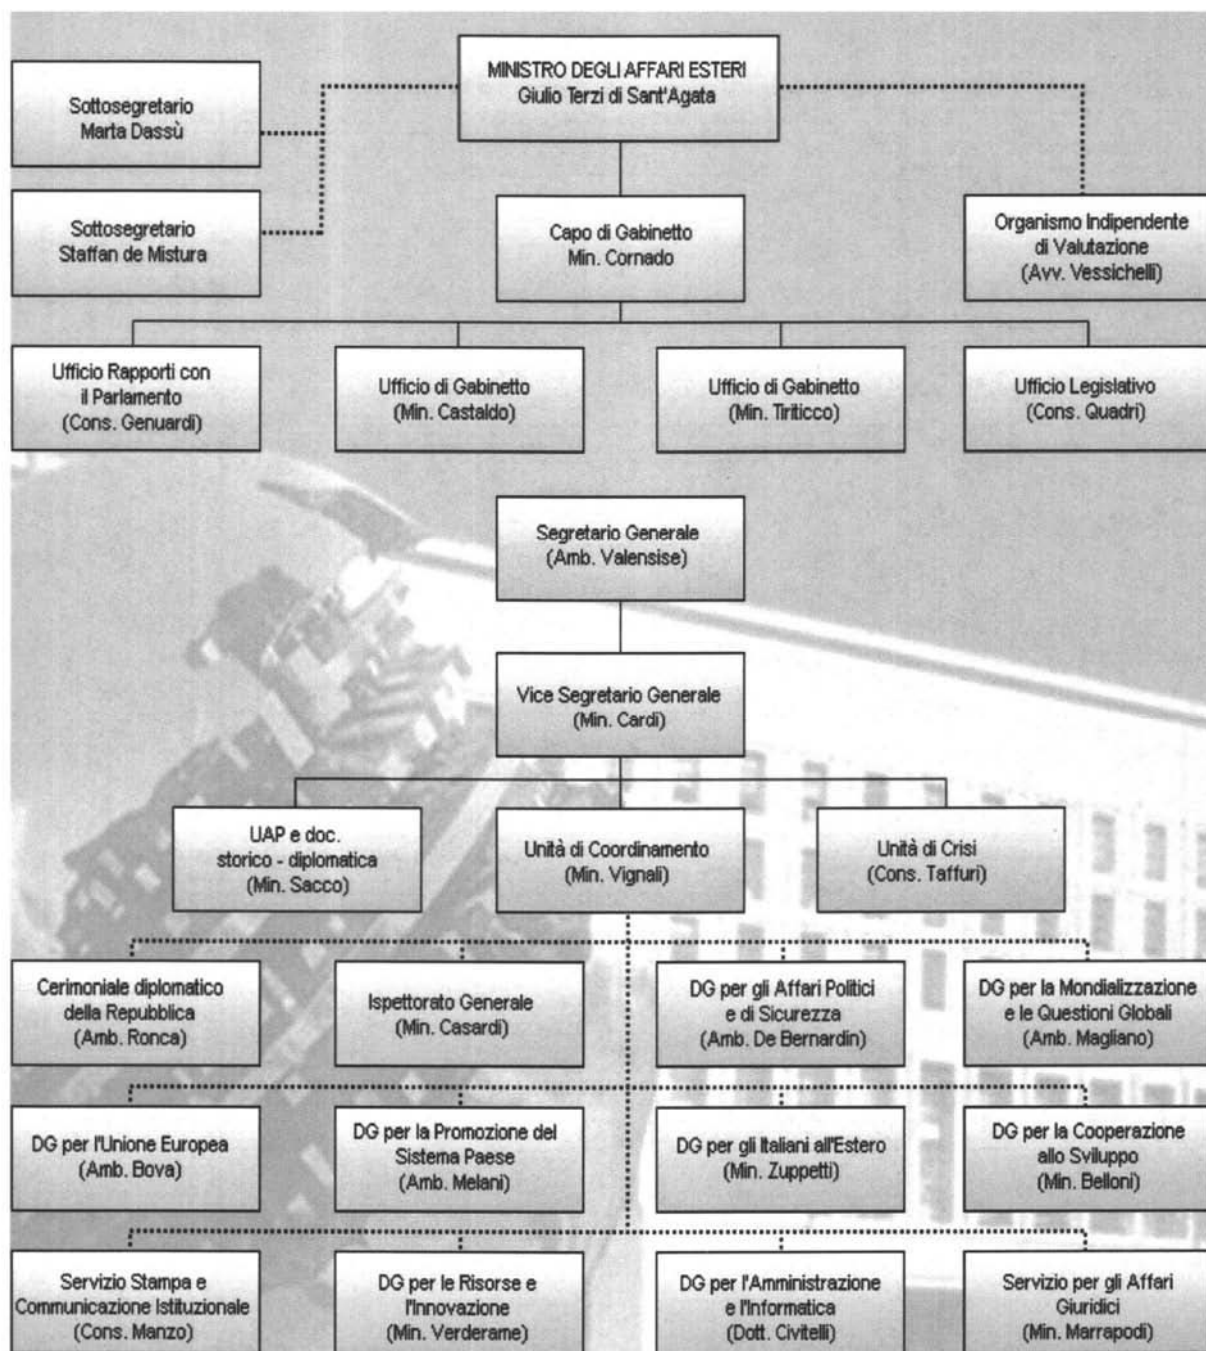 MINISTRO DEGLI AFFARI ESTERI
Giulio Terzi di Sant'Agata
Sottosegretario
Marta Dassù
Sottosegretario
Staffan de Mistura
Capo di Gabinetto
Min. Cornado
Organismo Indipendente
di Valutazione
(Avv. Vessichelli)
Ufficio Rapporti con
il Parlamento
(Cons. Genuardi)
Ufficio di Gabinetto
(Min. Castaldo)
Ufficio di Gabinetto
(Min. Tiriticco)
Ufficio Legislativo
(Cons. Quadri)
Segretario Generale
(Amb. Valensise)
Vice Segretario Generale
(Min. Cardi)
UAP e doc.
storico - diplomatica
(Min. Sacco)
Unità di Coordinamento
(Min. Vignali)
Unità di Crisi
(Cons. Taffuri)
Cerimoniale diplomatico
della Repubblica
(Amb. Ronca)
Ispettorato Generale
(Min. Casardi)
DG per gli Affari Politici
e di Sicurezza
(Amb. De Bernardin)
DG per la Mondializzazione
e le Questioni Globali
(Amb. Magliano)
DG per l'Unione Europea
(Amb. Bova)
DG per la Promozione del
Sistema Paese
(Amb. Melani)
DG per gli Italiani all'Estero
(Min. Zuppetti)
DG per la Cooperazione
allo Sviluppo
(Min. Belloni)
Servizio Stampa e
Communicazione Istituzionale
(Cons. Manzo)
DG per le Risorse e
l'Innovazione
(Min. Verderame)
DG per l'Amministrazione
e l'Informatica
(Dott. Civitelli)
Servizio per gli Affari
Giuridici
(Min. Marrapodi)